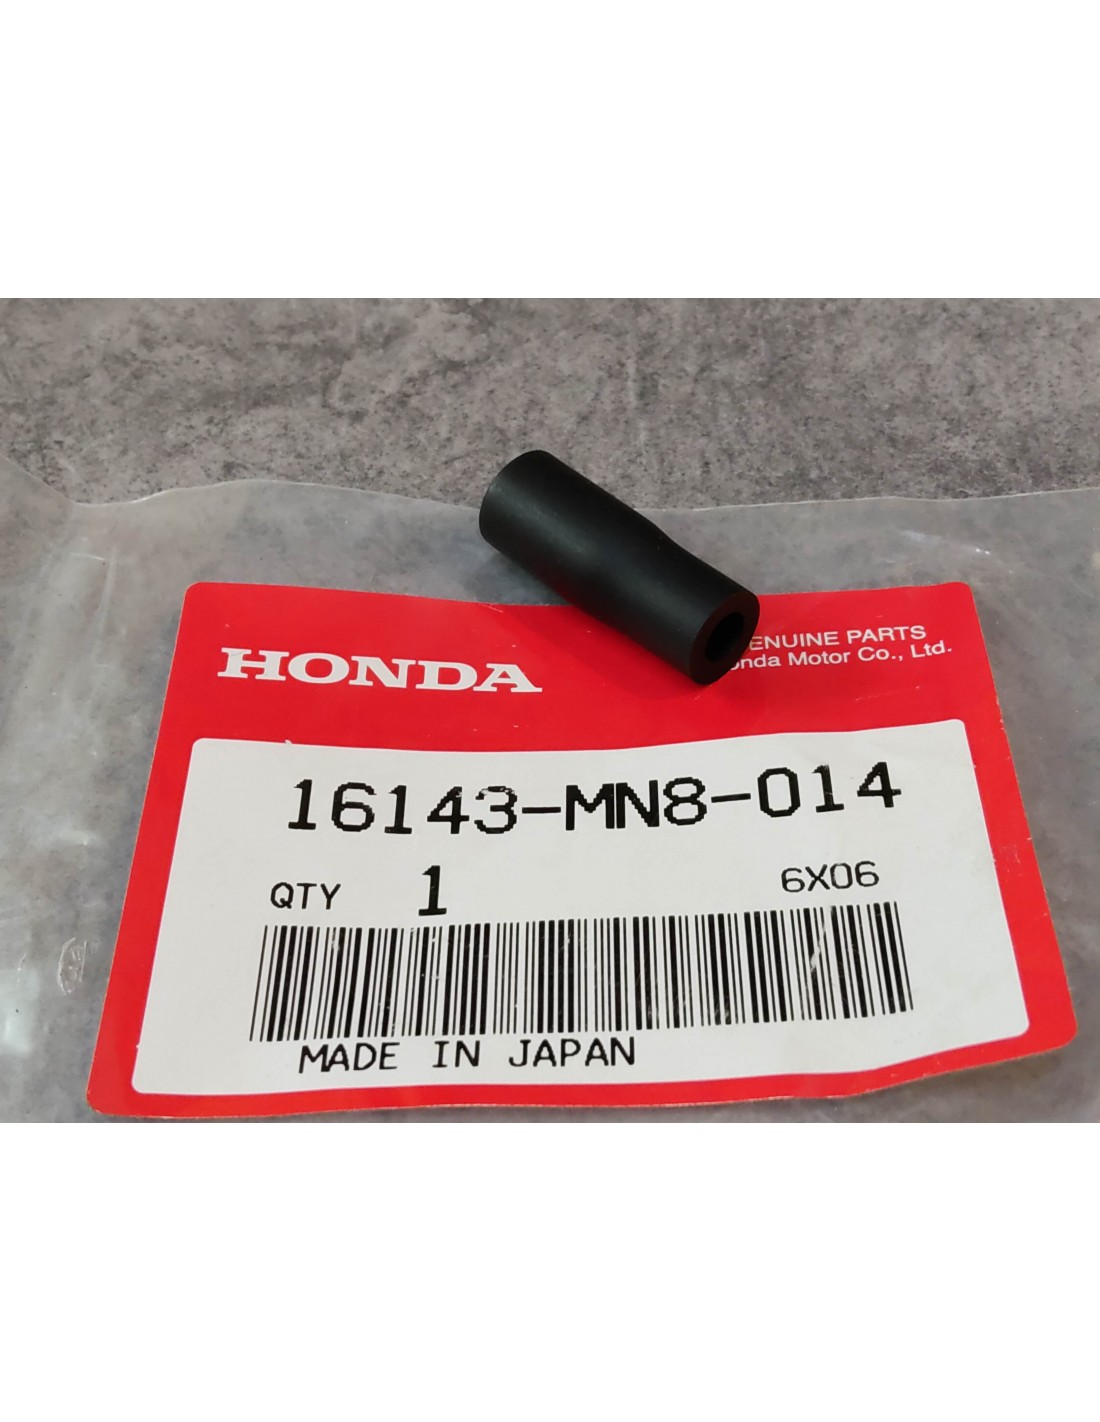 HONDA
ENUINE PARTS
onda Motor Co., Ltd.
16143-MN8-014
QTY 1 6X06
MADE IN JAPAN